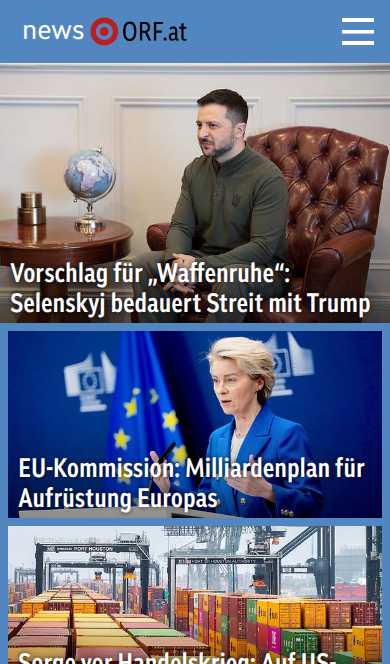 news ORF.at
Vorschlag für „Waffenruhe“:
Selenskyj bedauert Streit mit Trump
EU-Kommission: Milliardenplan für
Aufrüstung Europas
PORT HOUSTON
Sorge vor Handelskrieg: Auf US-